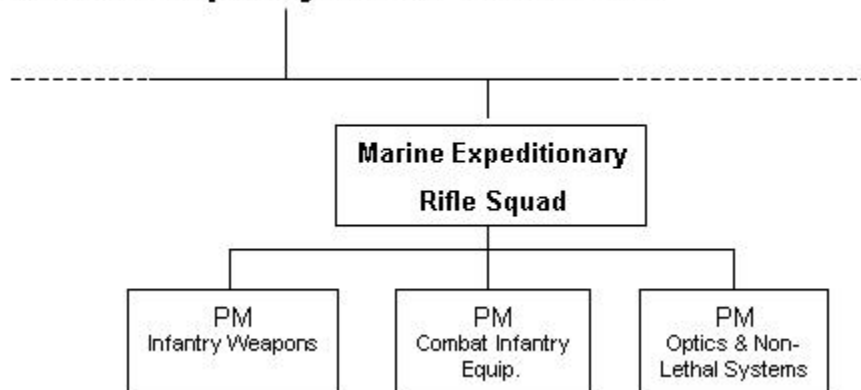 Marine Expeditionary
Rifle Squad
PM
Infantry Weapons
PM
Combat Infantry
Equip.
PM
Optics & Non-
Lethal Systems